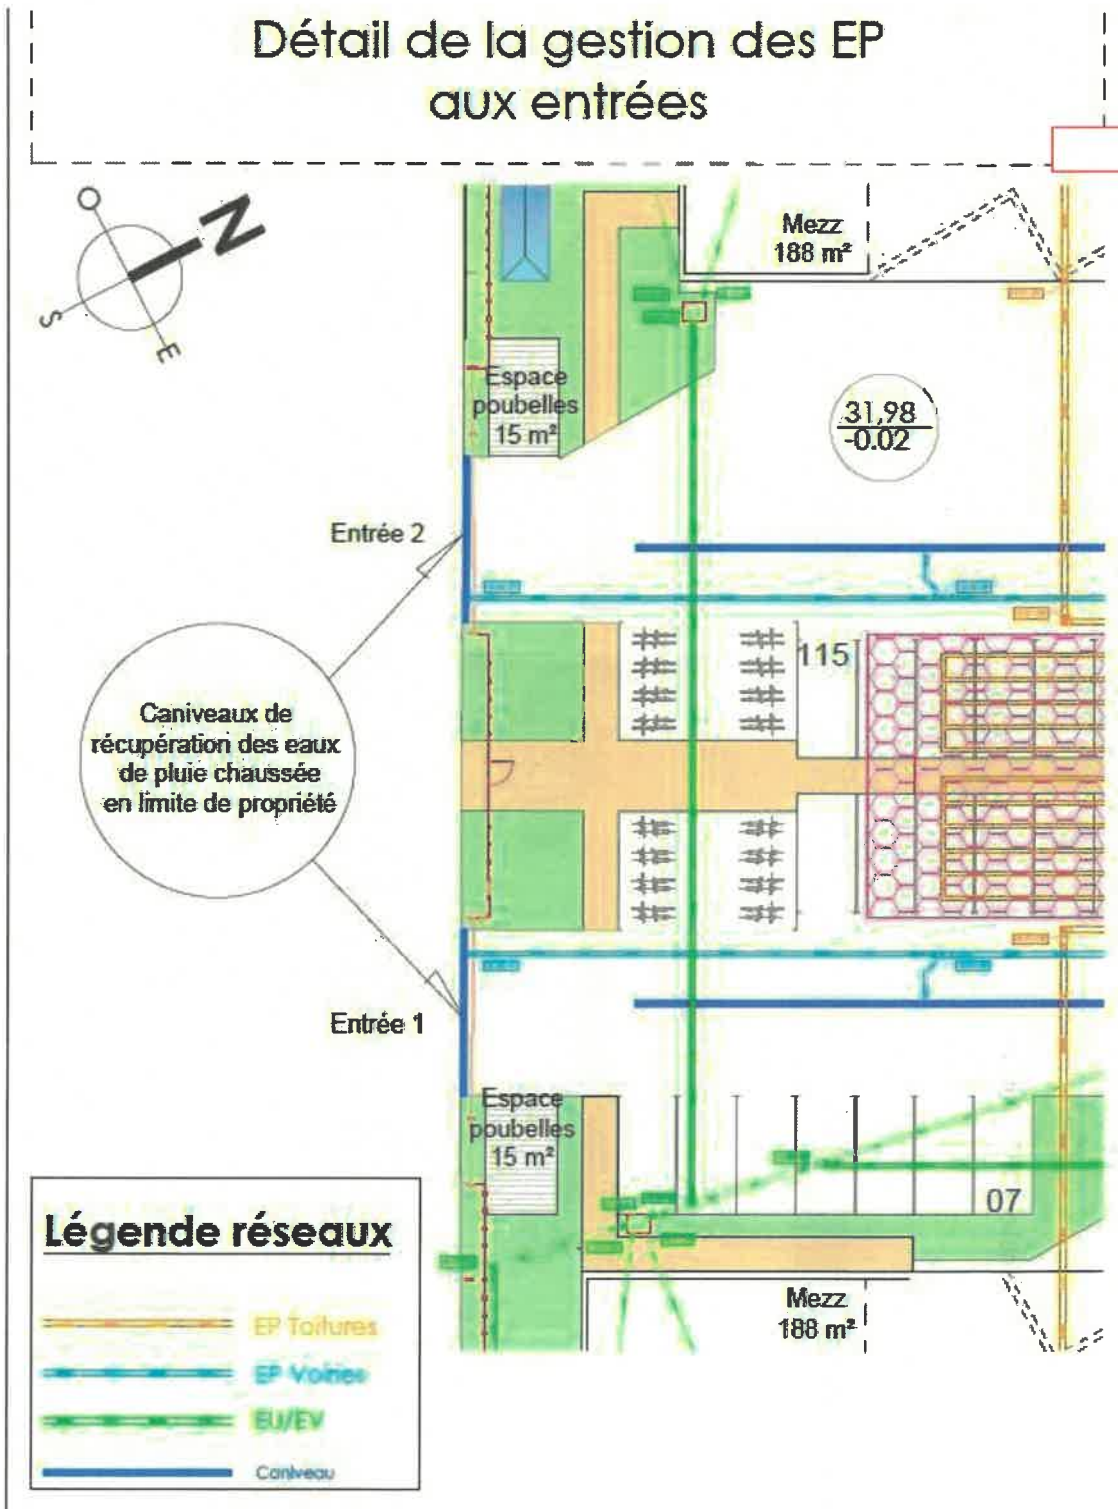 Détail de la gestion des EP
aux entrées
O
N
S
E
Mezz
188 m²
Espace
poubelles
15 m²
31,98
-0.02
Entrée 2
115
Caniveaux de
récupération des eaux
de pluie chaussée
en limite de propriété
Entrée 1
Espace
poubelles
15 m²
07
Mezz
188 m²
Légende réseaux
EP Toitures
EP Voiries
EU/EV
Caniveau